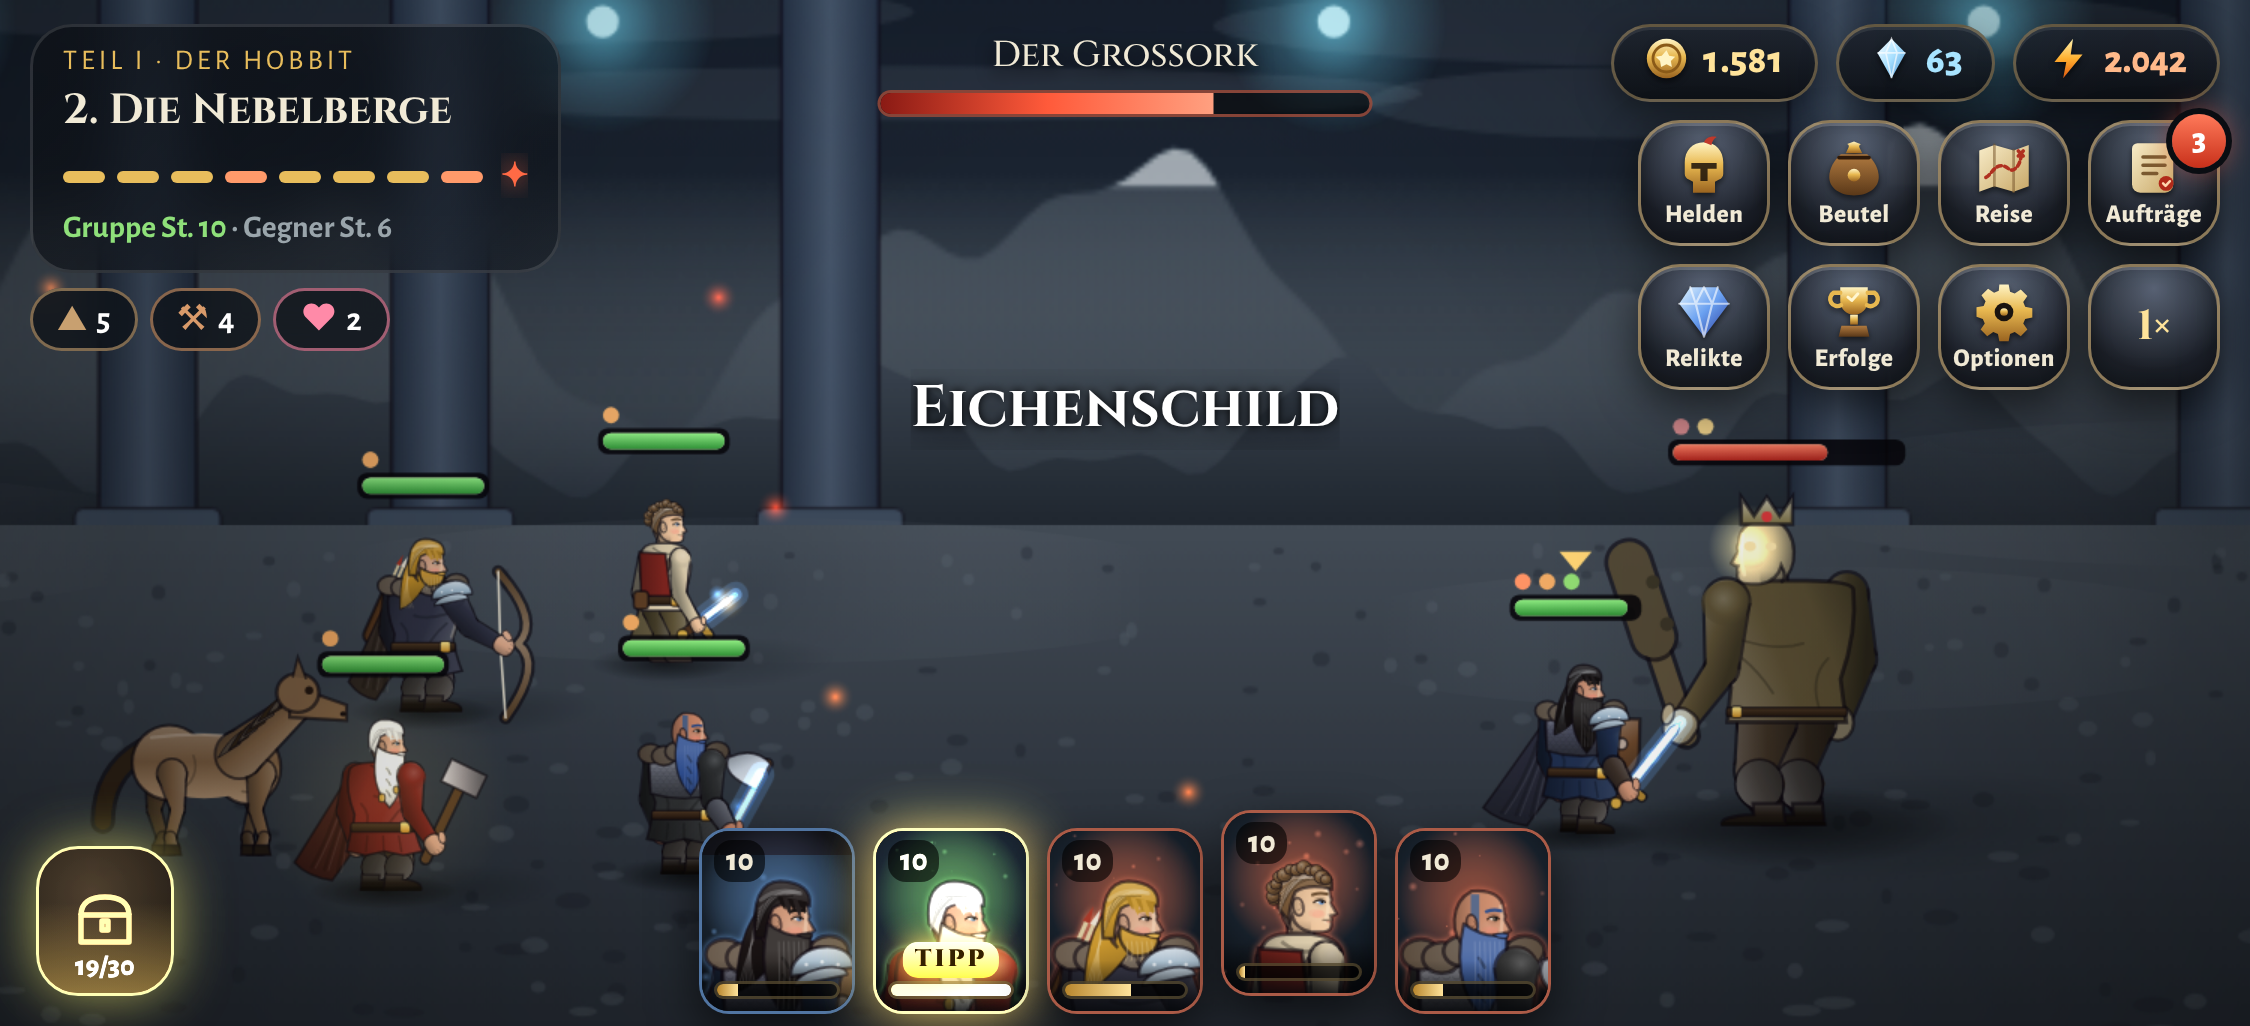 TEIL I · DER HOBBIT
2. DIE NEBELBERGE
Gruppe St. 10 · Gegner St. 6
5
4
2
DER GROSSORK
1.581
63
2.042
Helden
Beutel
Reise
Aufträge
3
Relikte
Erfolge
Optionen
1×
EICHENSCHILD
19/30
10
10
TIPP
10
10
10